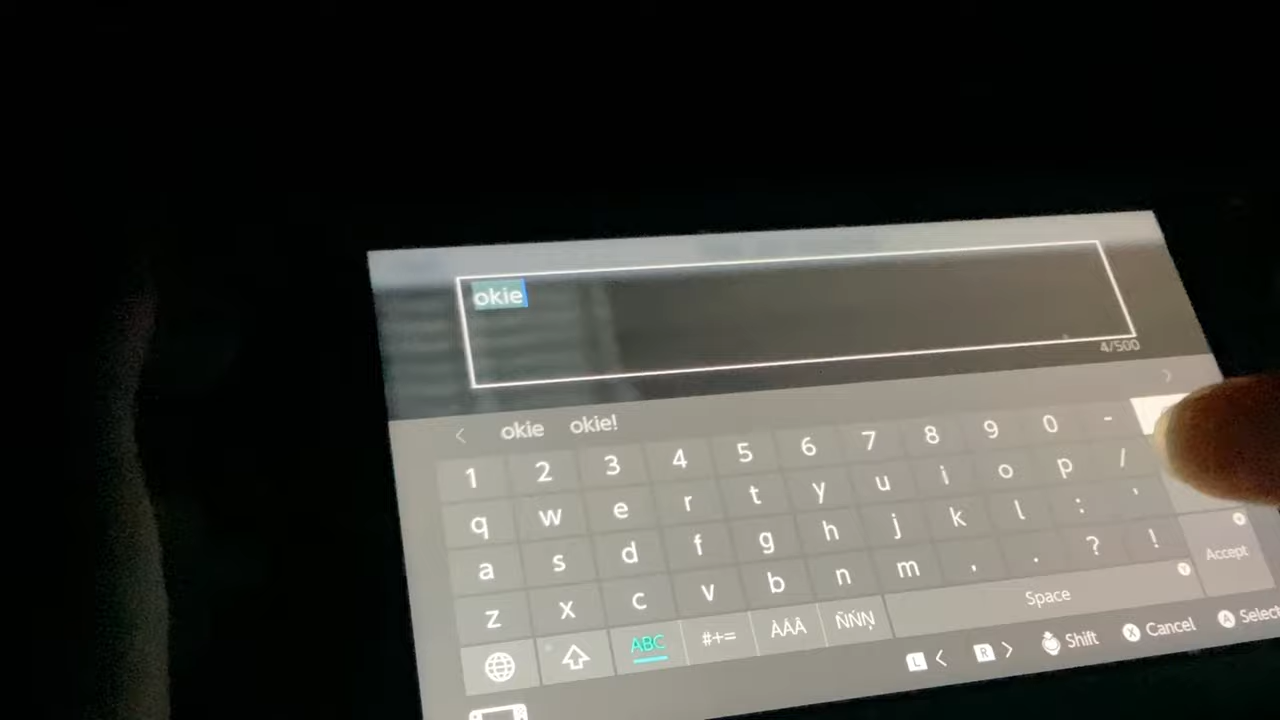 okie
4/500
< okie okie! >
1 2 3 4 5 6 7 8 9 0 -
q w e r t y u i o p /
a s d f g h j k l : '
z x c v b n m , . ? !
ABC #+= ÀÁÂ ÑŃŅ Space Accept
L < R > Shift X Cancel A Select